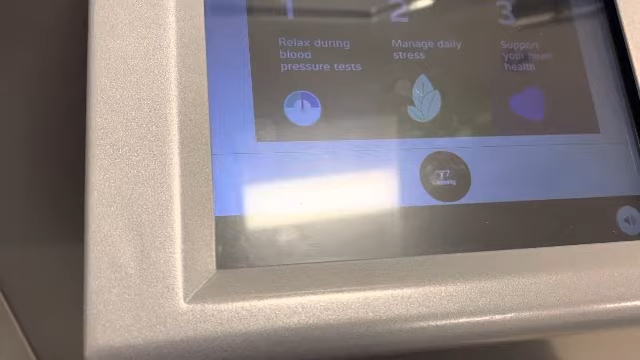 1
2
3
Relax during
blood
pressure tests
Manage daily
stress
Support
your heart
health